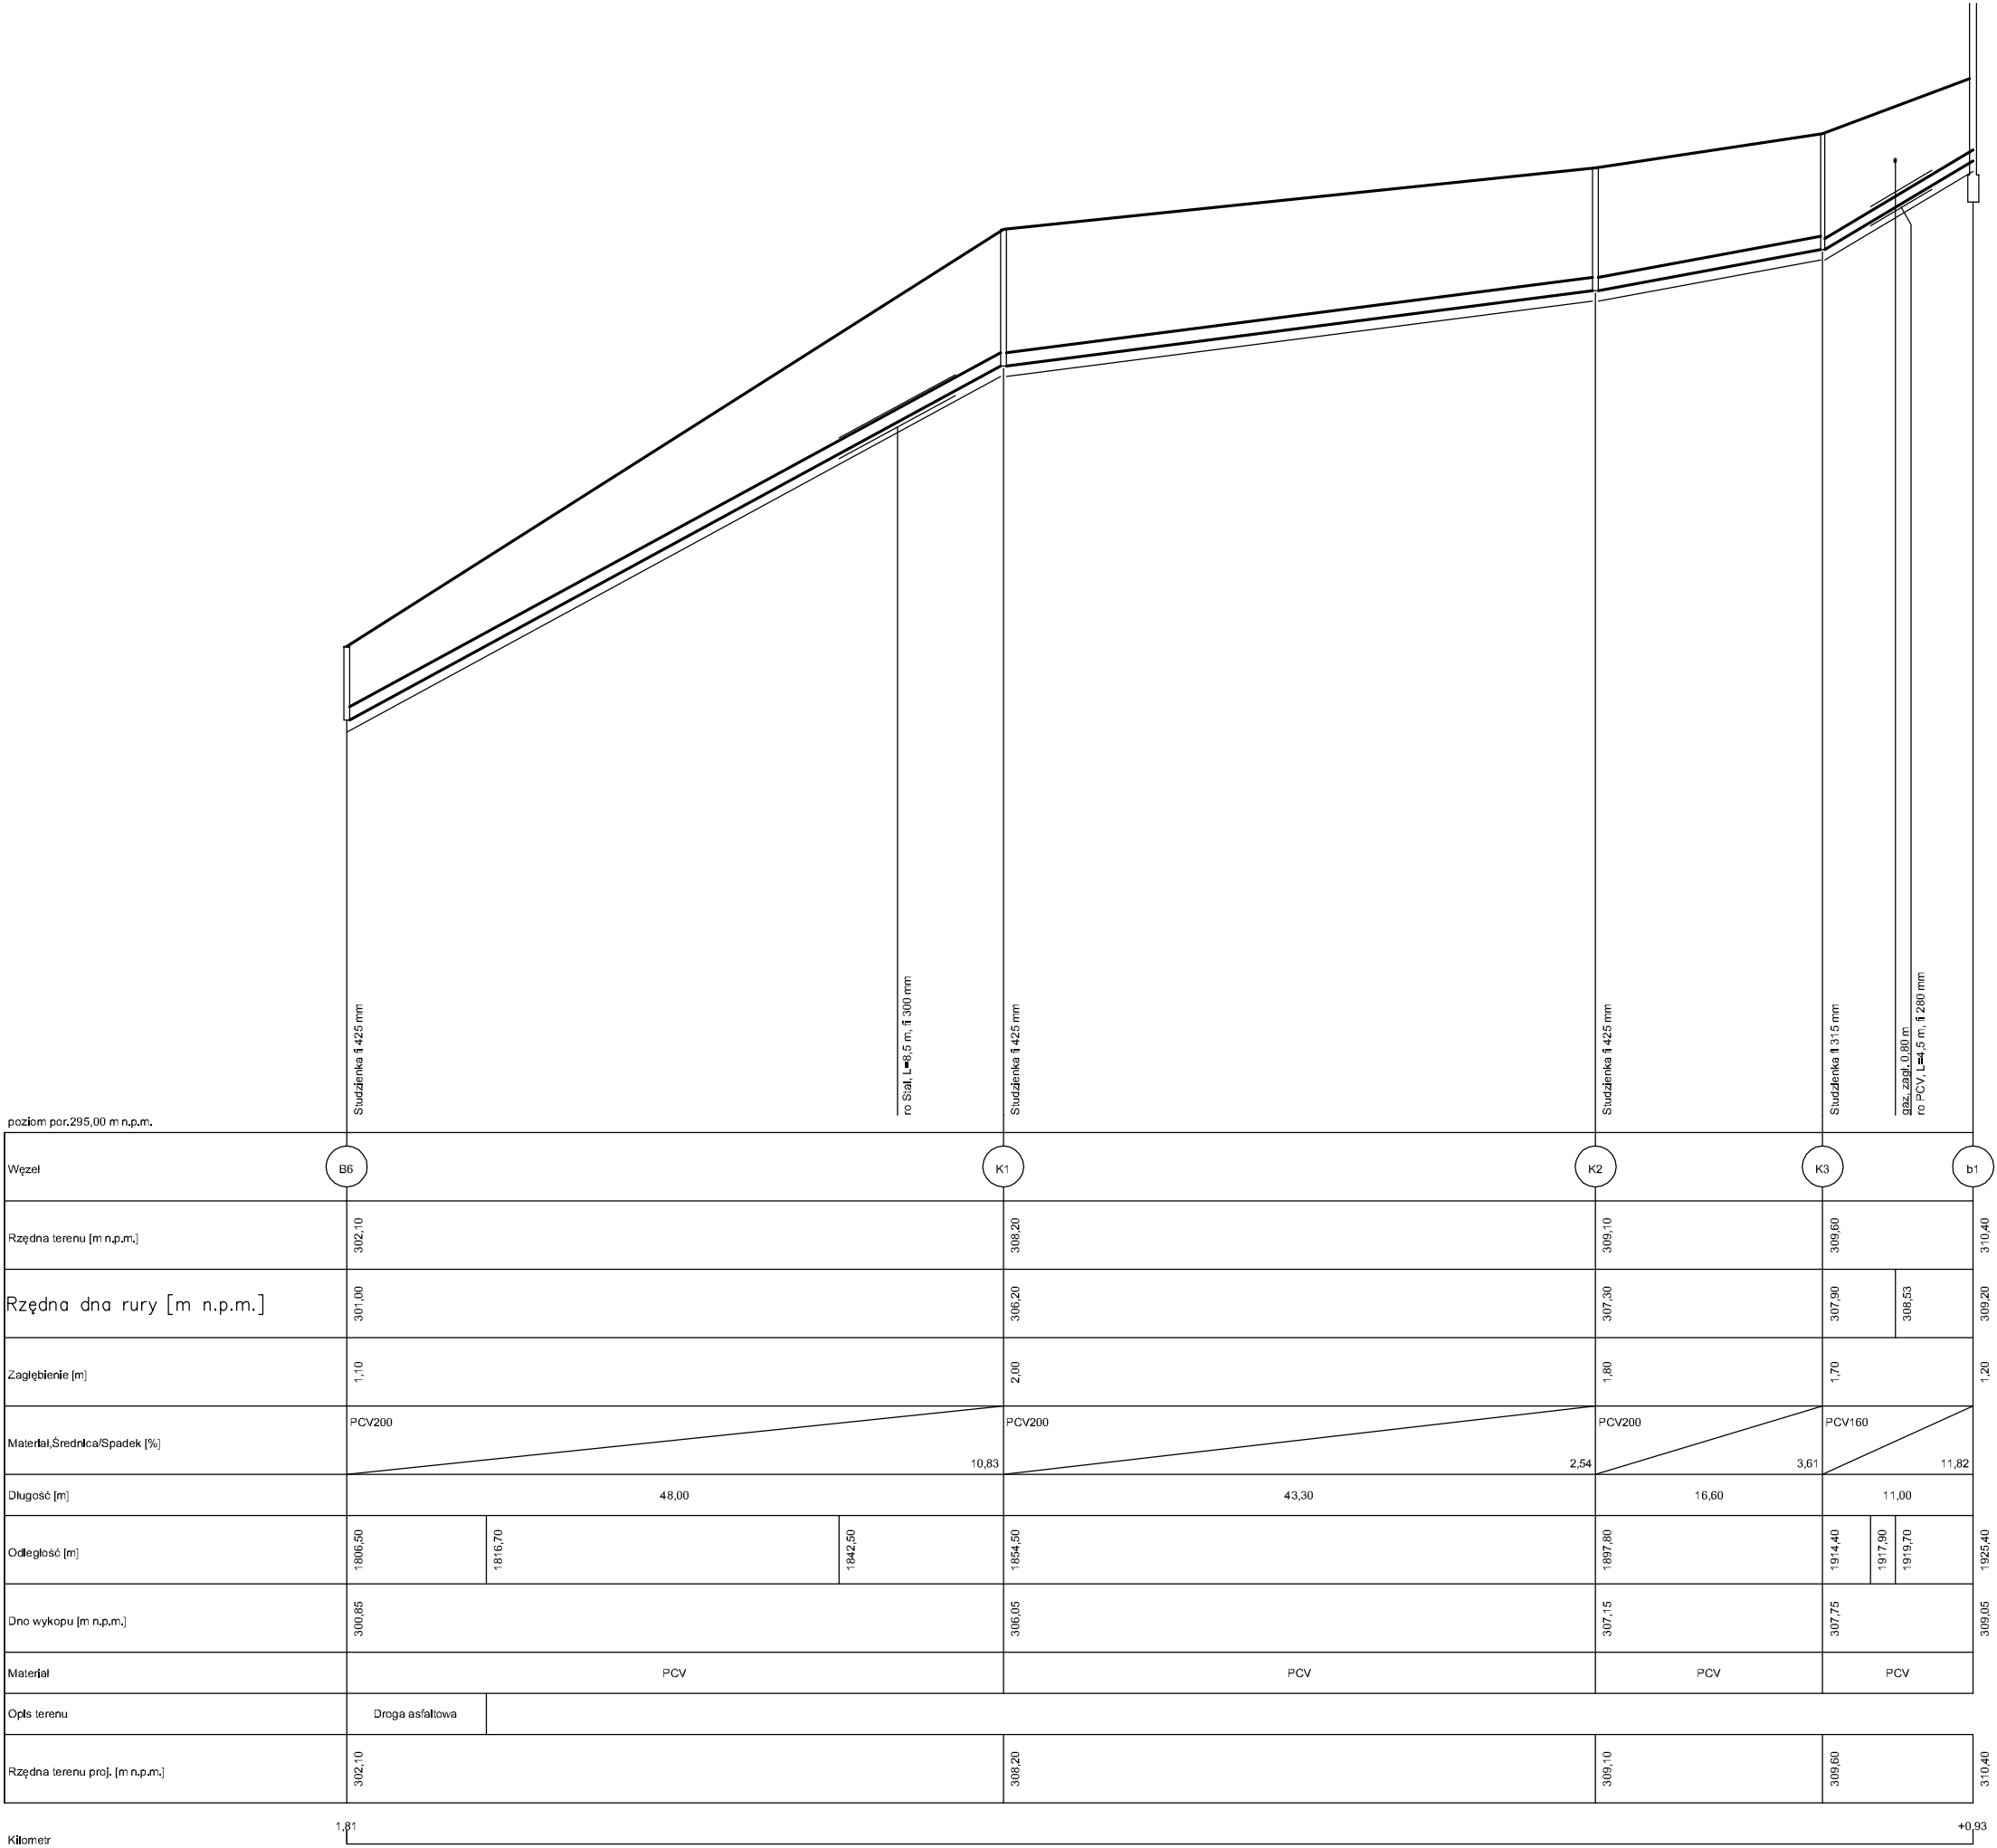 Studzienka fi 425 mm
ro Stal, L=8,5 m, fi 300 mm
Studzienka fi 425 mm
Studzienka fi 425 mm
Studzienka fi 315 mm
gaz, zagł. 0,80 m
ro PCV, L=4,5 m, fi 280 mm
poziom por.295,00 m n.p.m.
Węzeł B6 K1 K2 K3 b1
Rzędna terenu [m n.p.m.] 302,10 308,20 309,10 309,60 310,40
Rzędna dna rury [m n.p.m.] 301,00 306,20 307,30 307,90 308,53 309,20
Zagłębienie [m] 1,10 2,00 1,80 1,70 1,20
PCV200 PCV200 PCV200 PCV160
Materiał,Średnica/Spadek [%]
10,83 2,54 3,61 11,82
Długość [m] 48,00 43,30 16,60 11,00
Odległość [m] 1806,50 1816,70 1842,50 1854,50 1897,80 1914,40 1917,90 1919,70 1925,40
Dno wykopu [m n.p.m.] 300,85 306,05 307,15 307,75 309,05
Materiał PCV PCV PCV PCV
Opis terenu Droga asfaltowa
Rzędna terenu proj. [m n.p.m.] 302,10 308,20 309,10 309,60 310,40
1,81 +0,93
Kilometr